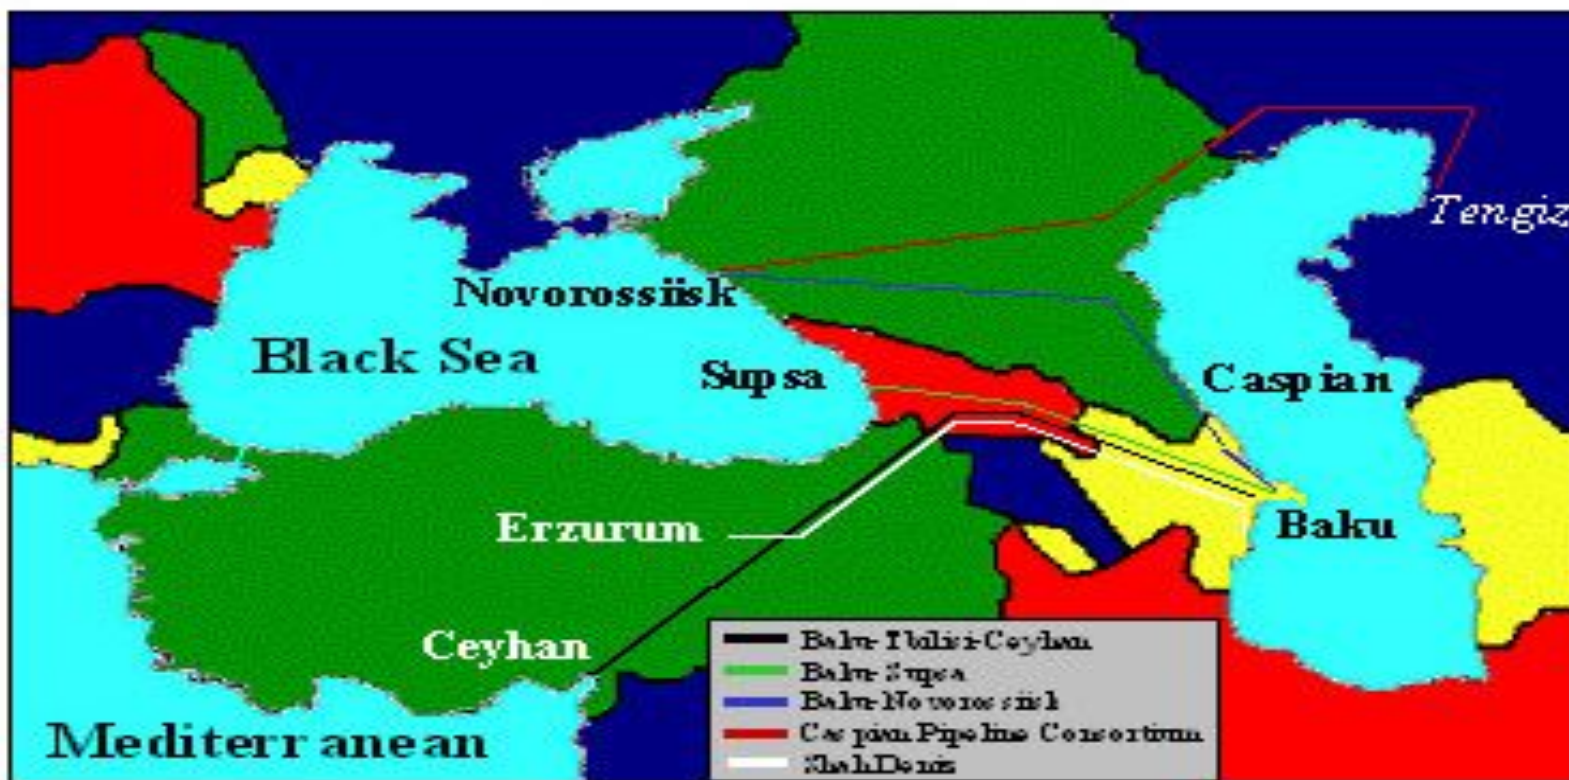 Tengiz
Novorossiisk
Black Sea
Supsa
Caspian
Erzurum
Baku
Ceyhan
Mediterranean
Baku-Tbilisi-Ceyhan
Baku-Supsa
Baku-Novorossiisk
Caspian Pipeline Consortium
Shah Deniz